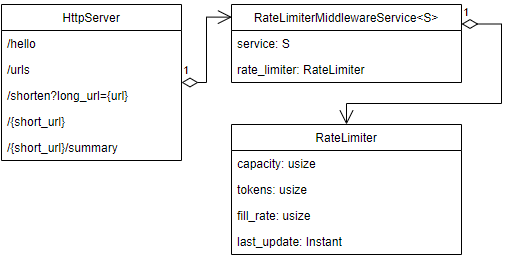 HttpServer
/hello
/urls
/shorten?long_url={url}
/{short_url}
/{short_url}/summary
1
RateLimiterMiddlewareService<S>
service: S
rate_limiter: RateLimiter
1
RateLimiter
capacity: usize
tokens: usize
fill_rate: usize
last_update: Instant